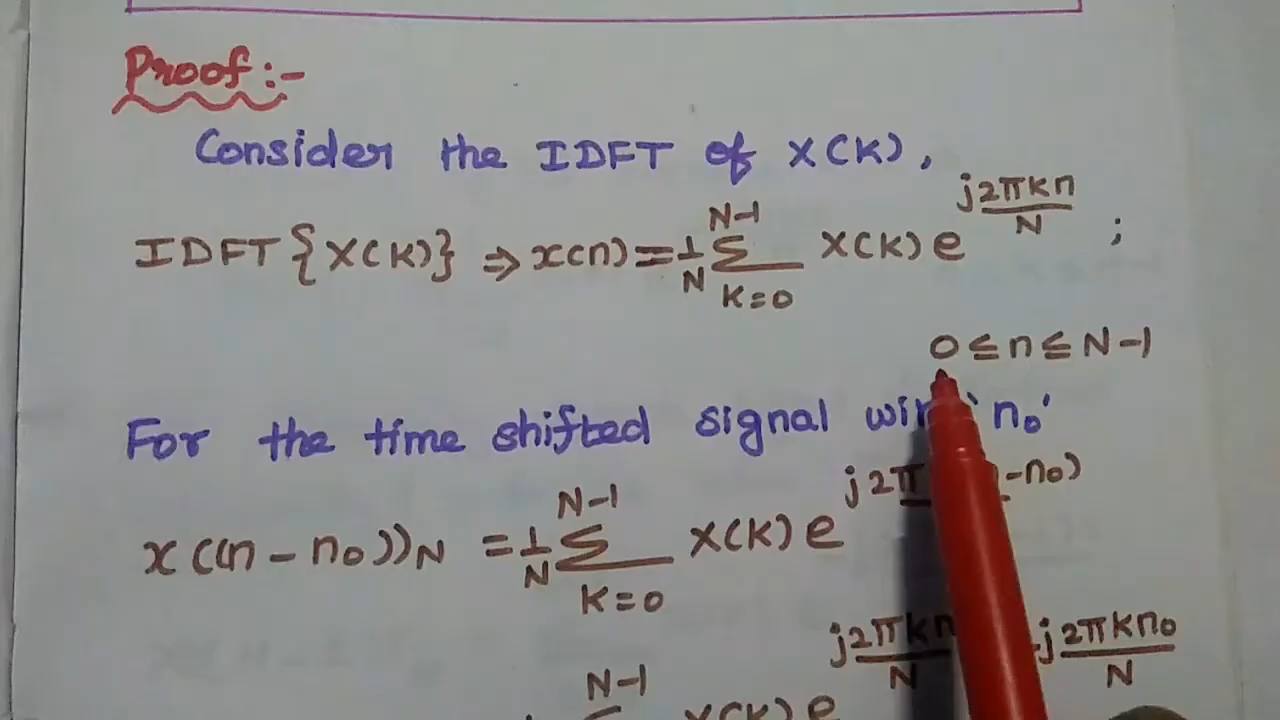 Proof:-
Consider the IDFT of X(K),
IDFT{X(K)} ⇒ x(n) = 1/N Σ_{K=0}^{N-1} X(K) e^{j2πKn/N} ;
0 ≤ n ≤ N-1
For the time shifted signal 'n₀'
x((n-n₀))_N = 1/N Σ_{K=0}^{N-1} X(K) e^{j2π -n₀)}
N-1 X(K) e^{j2πKn/N} -j2πKn₀/N